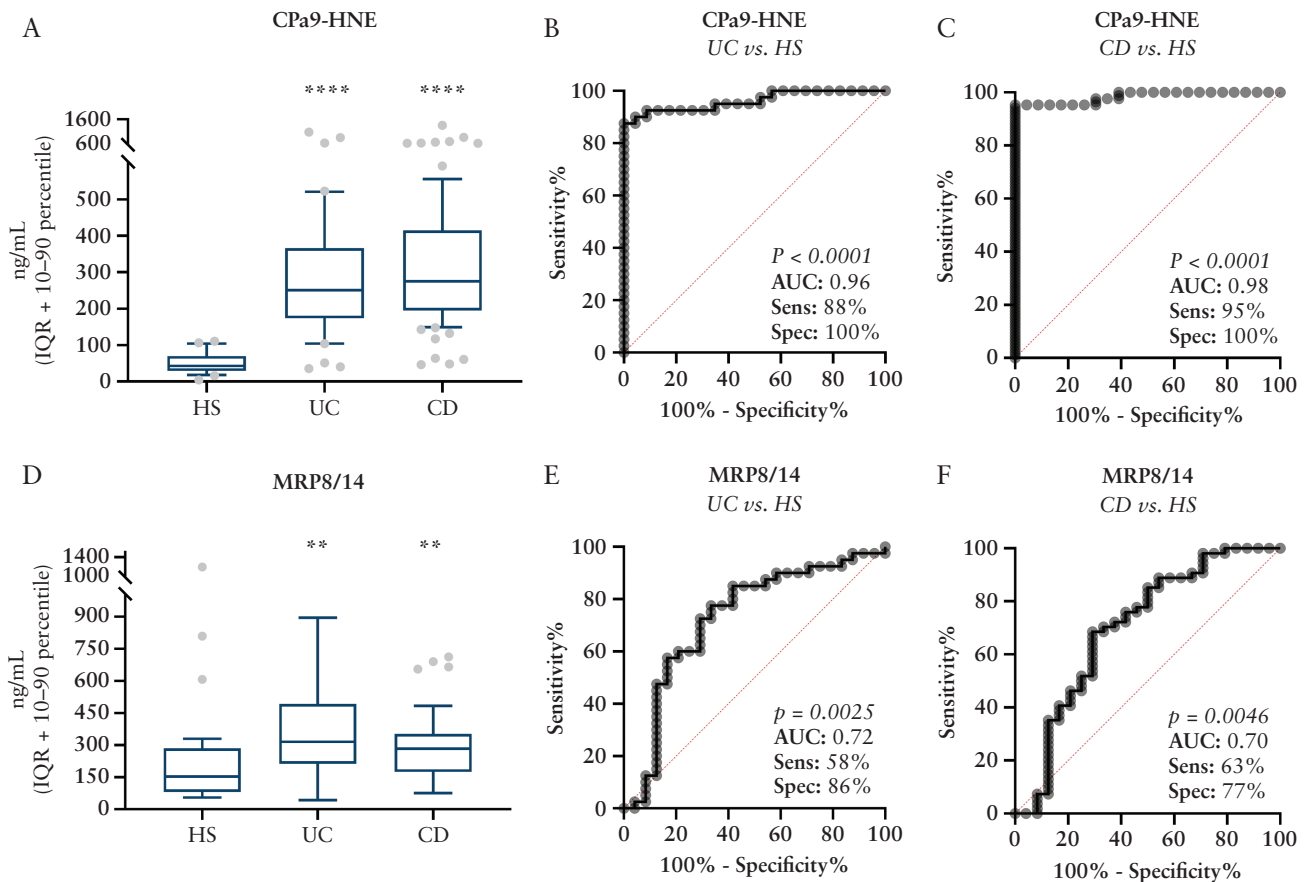 A
CPa9-HNE
**** ****
1600
600
500
400
300
200
100
0
ng/mL
(IQR + 10–90 percentile)
HS UC CD
B
CPa9-HNE
UC vs. HS
100
80
60
40
20
0
Sensitivity%
P < 0.0001
AUC: 0.96
Sens: 88%
Spec: 100%
0 20 40 60 80 100
100% - Specificity%
C
CPa9-HNE
CD vs. HS
100
80
60
40
20
0
Sensitivity%
P < 0.0001
AUC: 0.98
Sens: 95%
Spec: 100%
0 20 40 60 80 100
100% - Specificity%
D
MRP8/14
** **
1400
1000
900
750
600
450
300
150
0
ng/mL
(IQR + 10–90 percentile)
HS UC CD
E
MRP8/14
UC vs. HS
100
80
60
40
20
0
Sensitivity%
p = 0.0025
AUC: 0.72
Sens: 58%
Spec: 86%
0 20 40 60 80 100
100% - Specificity%
F
MRP8/14
CD vs. HS
100
80
60
40
20
0
Sensitivity%
p = 0.0046
AUC: 0.70
Sens: 63%
Spec: 77%
0 20 40 60 80 100
100% - Specificity%